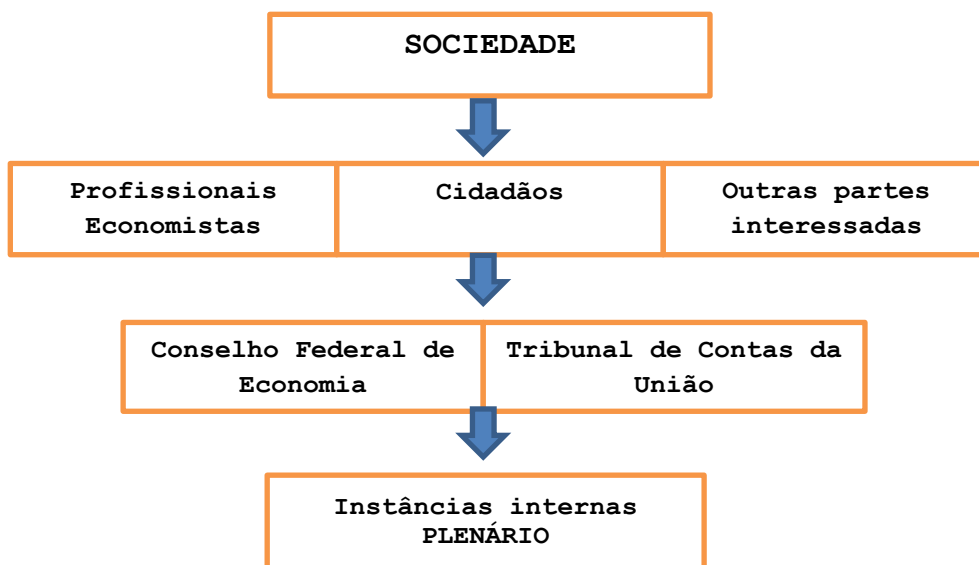 SOCIEDADE
Profissionais
Economistas
Cidadãos
Outras partes
interessadas
Conselho Federal de
Economia
Tribunal de Contas da
União
Instâncias internas
PLENÁRIO